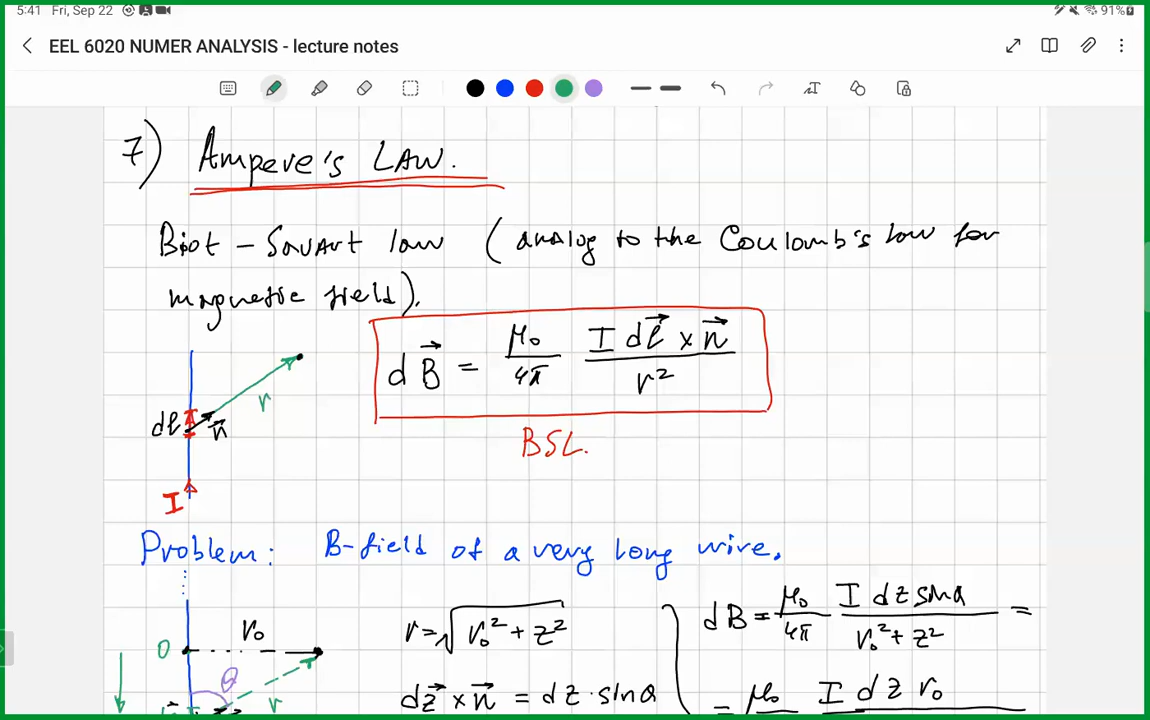 5:41 Fri, Sep 22
91%
EEL 6020 NUMER ANALYSIS - lecture notes
7) Ampere's LAW.
Biot - Savart law ( analog to the Coulomb's law for
magnetic field ).
dB⃗ = μ₀/4π I dl⃗ x n⃗ / r²
r
dl
n⃗
BSL.
I
Problem: B-field of a very long wire.
r₀
r = √(r₀² + z²)
dB = μ₀/4π I dz sinα / (r₀² + z²) =
0
θ
r
dz⃗ x n⃗ = dz · sinα
= μ₀ I dz r₀